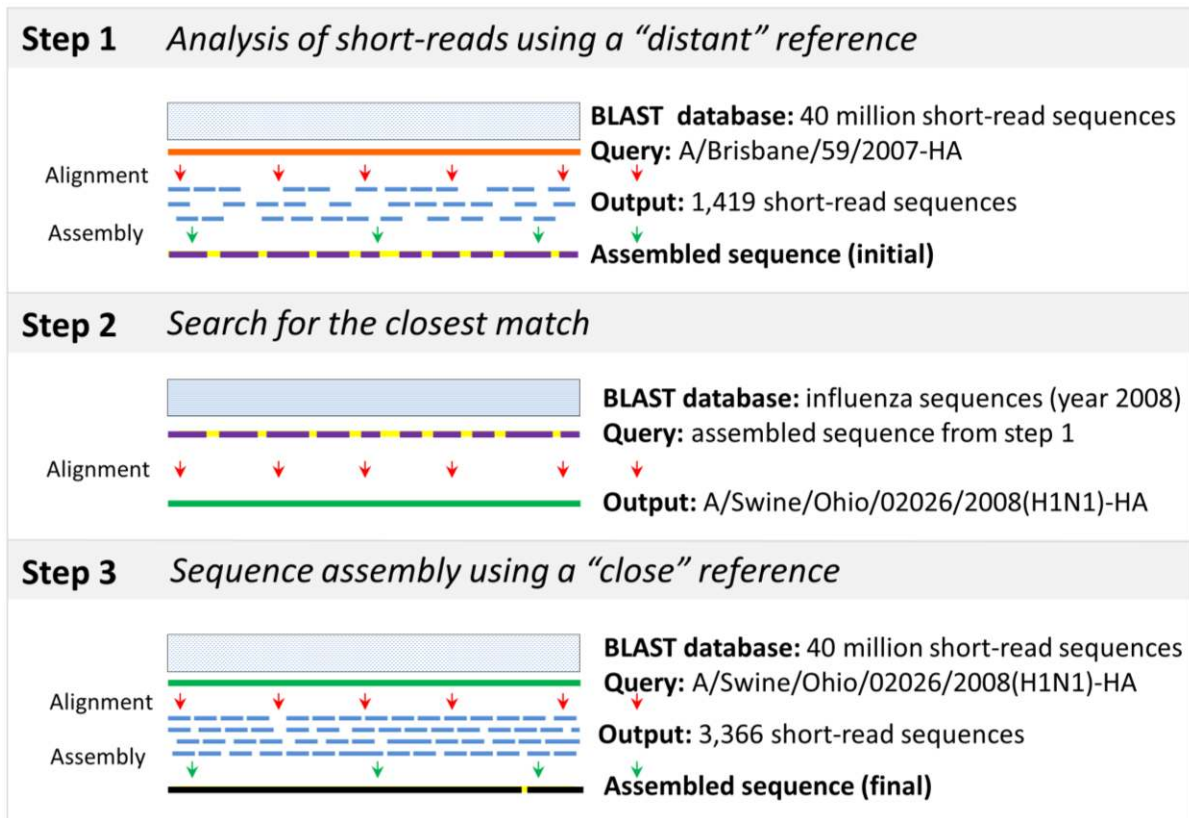 Step 1 Analysis of short-reads using a “distant” reference
BLAST database: 40 million short-read sequences
Query: A/Brisbane/59/2007-HA
Alignment
Output: 1,419 short-read sequences
Assembly
Assembled sequence (initial)
Step 2 Search for the closest match
BLAST database: influenza sequences (year 2008)
Query: assembled sequence from step 1
Alignment
Output: A/Swine/Ohio/02026/2008(H1N1)-HA
Step 3 Sequence assembly using a “close” reference
BLAST database: 40 million short-read sequences
Query: A/Swine/Ohio/02026/2008(H1N1)-HA
Alignment
Output: 3,366 short-read sequences
Assembly
Assembled sequence (final)